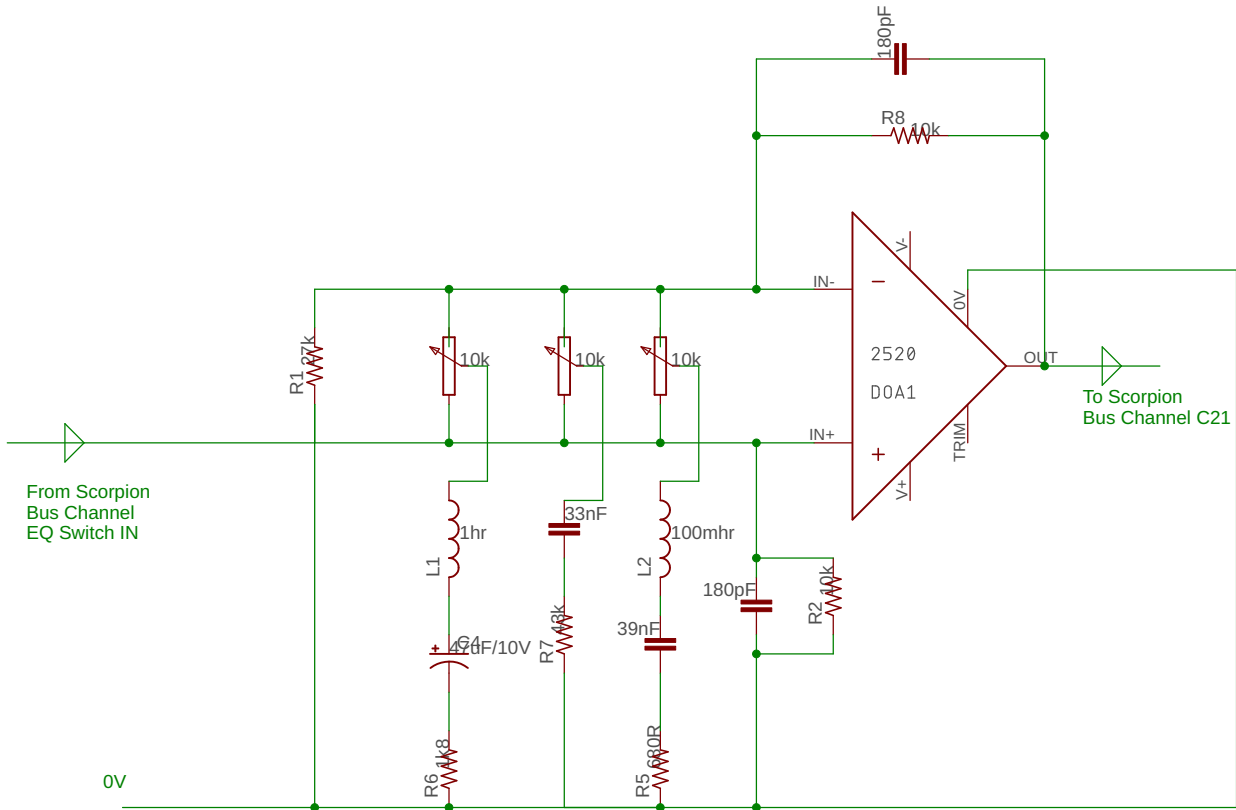 180pF
R8
10k
V-
IN-
−
0V
R1
27k
10k
10k
10k
2520
OUT
DOA1
To Scorpion
Bus Channel C21
IN+
+
TRIM
V+
From Scorpion
Bus Channel
EQ Switch IN
L1
1hr
33nF
L2
100mhr
180pF
R2
10k
C4
47uF/10V
R7
43k
39nF
R6
1k8
R5
680R
0V